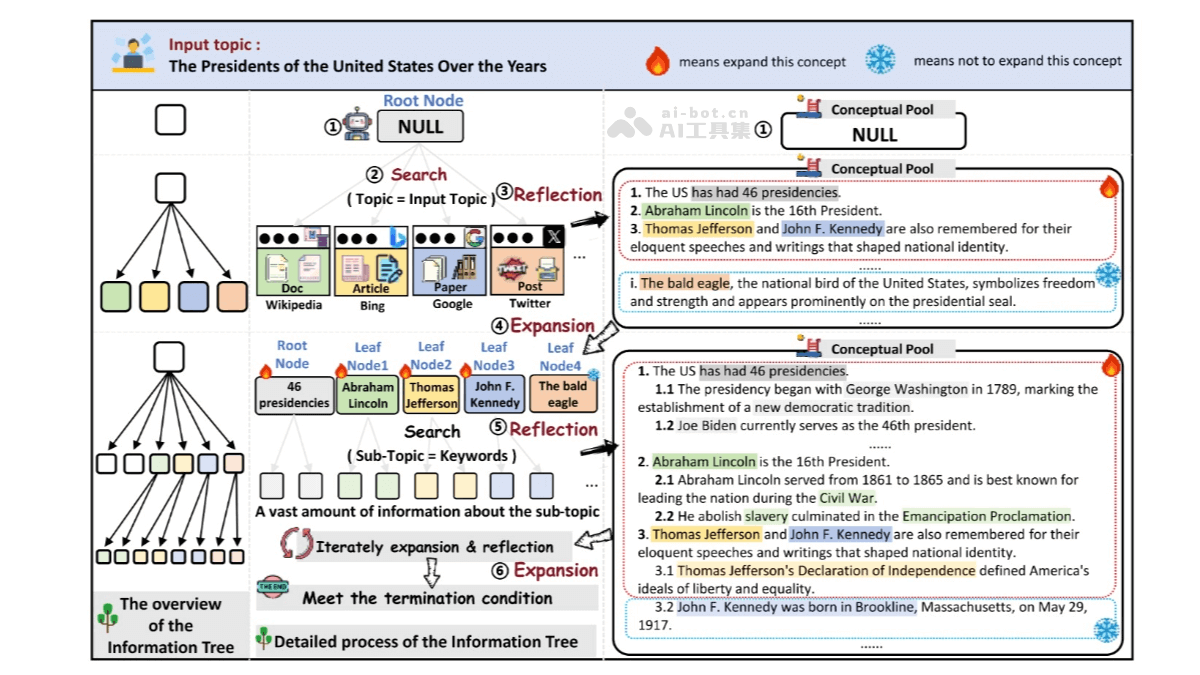 Input topic :
The Presidents of the United States Over the Years
means expand this concept
means not to expand this concept
Root Node
① NULL
② Search
( Topic = Input Topic )
③ Reflection
Doc
Wikipedia
Article
Bing
Paper
Google
X
TWEET
Post
Twitter
...
ai-bot.cn
AI工具集
①
Conceptual Pool
NULL
Conceptual Pool
1. The US has had 46 presidencies.
2. Abraham Lincoln is the 16th President.
3. Thomas Jefferson and John F. Kennedy are also remembered for their
eloquent speeches and writings that shaped national identity.
......
i. The bald eagle, the national bird of the United States, symbolizes freedom
and strength and appears prominently on the presidential seal.
......
④ Expansion
Root
Node
46
presidencies
Leaf
Node1
Abraham
Lincoln
Leaf
Node2
Thomas
Jefferson
Leaf
Node3
John F.
Kennedy
Leaf
Node4
The bald
eagle
Search
( Sub-Topic = Keywords )
⑤ Reflection
...
A vast amount of information about the sub-topic
Iterately expansion & reflection
⑥ Expansion
THE END
Meet the termination condition
Conceptual Pool
1. The US has had 46 presidencies.
1.1 The presidency began with George Washington in 1789, marking the
establishment of a new democratic tradition.
1.2 Joe Biden currently serves as the 46th president.
......
2. Abraham Lincoln is the 16th President.
2.1 Abraham Lincoln served from 1861 to 1865 and is best known for
leading the nation during the Civil War.
2.2 He abolish slavery culminated in the Emancipation Proclamation.
3. Thomas Jefferson and John F. Kennedy are also remembered for their
eloquent speeches and writings that shaped national identity.
3.1 Thomas Jefferson's Declaration of Independence defined America's
ideals of liberty and equality.
3.2 John F. Kennedy was born in Brookline, Massachusetts, on May 29,
1917.
......
The overview
of the
Information Tree
Detailed process of the Information Tree